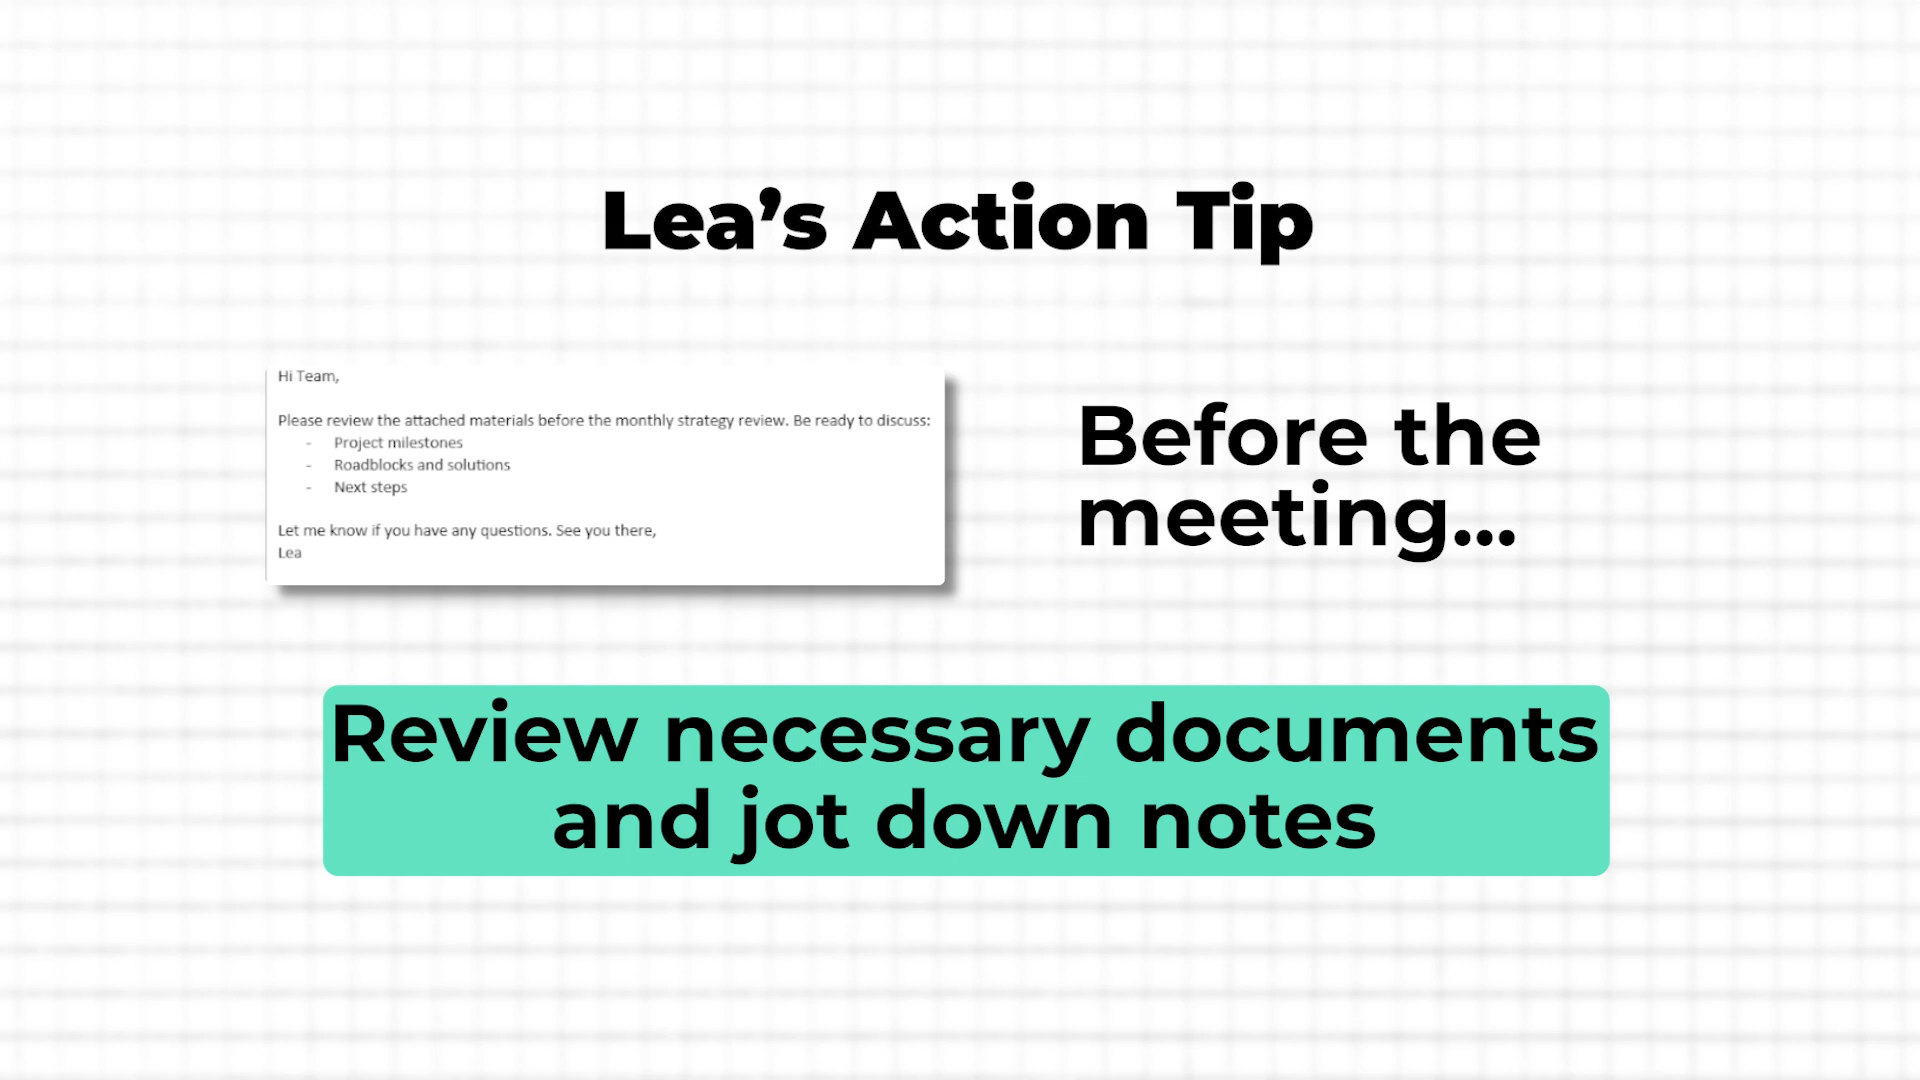 Lea’s Action Tip
Hi Team,
Please review the attached materials before the monthly strategy review. Be ready to discuss:
- Project milestones
- Roadblocks and solutions
- Next steps
Let me know if you have any questions. See you there,
Lea
Before the
meeting...
Review necessary documents
and jot down notes